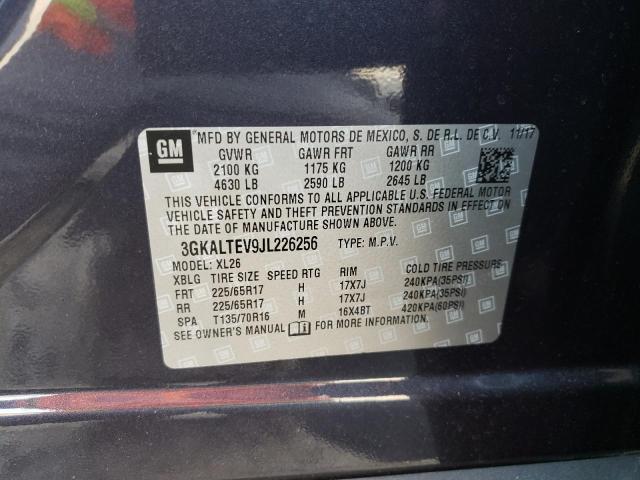 GM
MFD BY GENERAL MOTORS DE MEXICO, S. DE R.L. DE C.V. 11/17
GVWR GAWR FRT GAWR RR
2100 KG 1175 KG 1200 KG
4630 LB 2590 LB 2645 LB
THIS VEHICLE CONFORMS TO ALL APPLICABLE U.S. FEDERAL MOTOR
VEHICLE SAFETY AND THEFT PREVENTION STANDARDS IN EFFECT ON THE
DATE OF MANUFACTURE SHOWN ABOVE.
3GKALTEV9JL226256 TYPE: M.P.V.
MODEL: XL26
XBLG TIRE SIZE SPEED RTG RIM COLD TIRE PRESSURE
FRT 225/65R17 H 17X7J 240KPA(35PSI)
RR 225/65R17 H 17X7J 240KPA(35PSI)
SPA T135/70R16 M 16X4BT 420KPA(60PSI)
SEE OWNER'S MANUAL FOR MORE INFORMATION